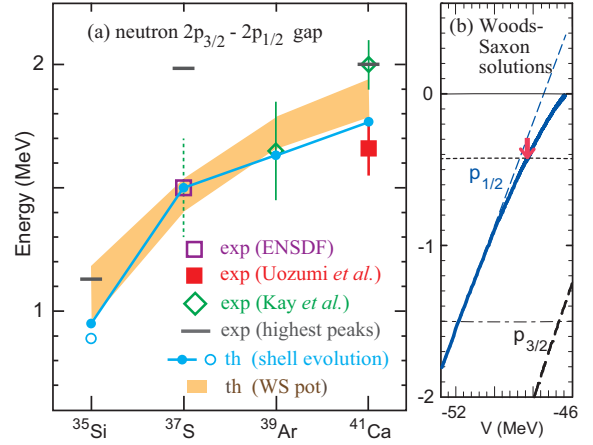 (a) neutron 2p3/2 - 2p1/2 gap
Energy (MeV)
2
1
exp (ENSDF)
exp (Uozumi et al.)
exp (Kay et al.)
exp (highest peaks)
th (shell evolution)
th (WS pot)
35Si
37S
39Ar
41Ca
(b) Woods-
Saxon
solutions
0
-1
-2
p1/2
p3/2
-52
-46
V (MeV)